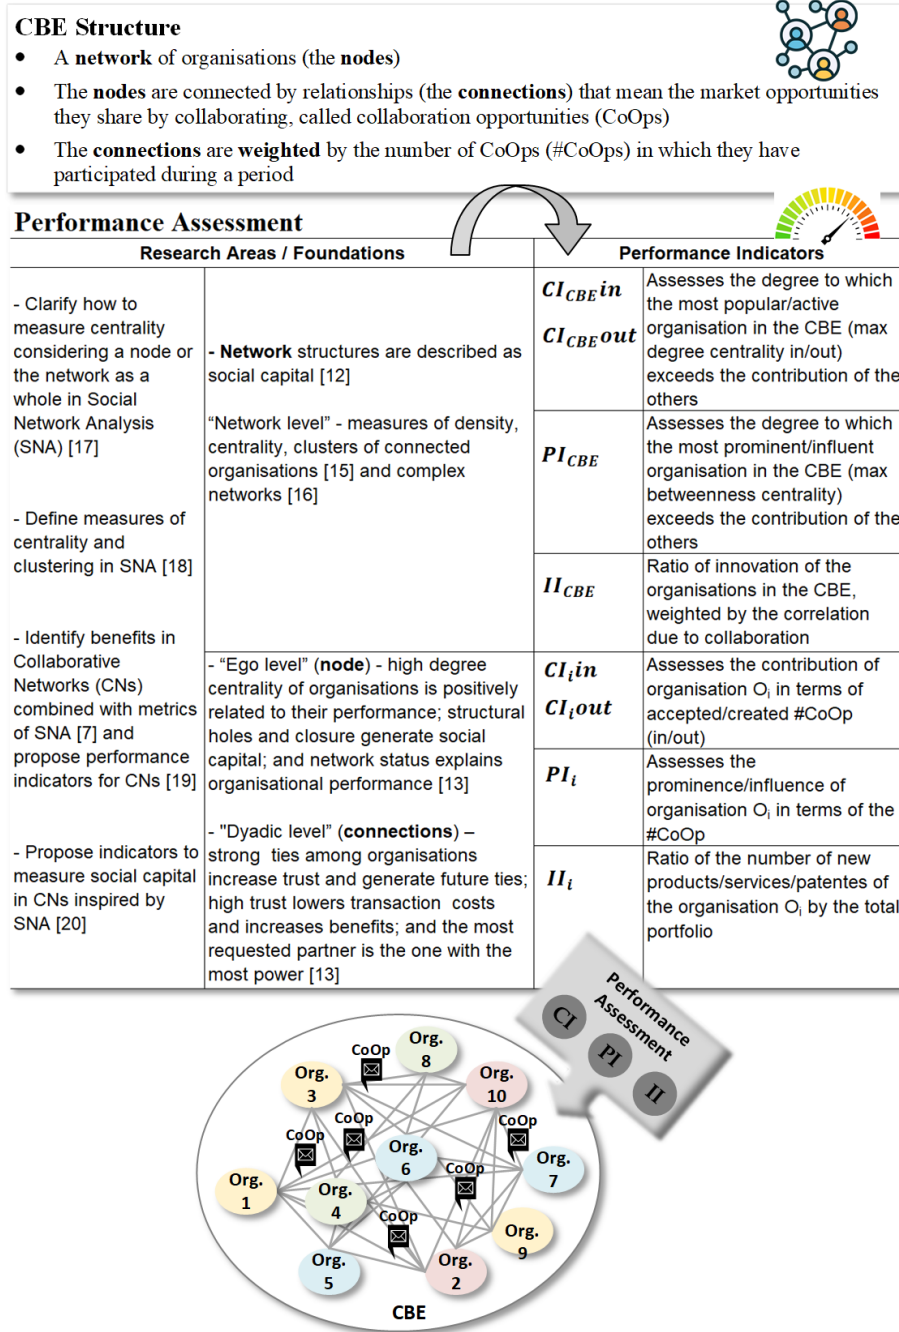 CBE Structure
• A network of organisations (the nodes)
• The nodes are connected by relationships (the connections) that mean the market opportunities
they share by collaborating, called collaboration opportunities (CoOps)
• The connections are weighted by the number of CoOps (#CoOps) in which they have
participated during a period
Performance Assessment
Research Areas / Foundations
Performance Indicators
- Clarify how to
measure centrality
considering a node or
the network as a
whole in Social
Network Analysis
(SNA) [17]
- Define measures of
centrality and
clustering in SNA [18]
- Identify benefits in
Collaborative
Networks (CNs)
combined with metrics
of SNA [7] and
propose performance
indicators for CNs [19]
- Propose indicators to
measure social capital
in CNs inspired by
SNA [20]
- Network structures are described as
social capital [12]
“Network level” - measures of density,
centrality, clusters of connected
organisations [15] and complex
networks [16]
- “Ego level” (node) - high degree
centrality of organisations is positively
related to their performance; structural
holes and closure generate social
capital; and network status explains
organisational performance [13]
- "Dyadic level” (connections) –
strong ties among organisations
increase trust and generate future ties;
high trust lowers transaction costs
and increases benefits; and the most
requested partner is the one with the
most power [13]
CI_CBE in
CI_CBE out
Assesses the degree to which
the most popular/active
organisation in the CBE (max
degree centrality in/out)
exceeds the contribution of the
others
PI_CBE
Assesses the degree to which
the most prominent/influent
organisation in the CBE (max
betweenness centrality)
exceeds the contribution of the
others
II_CBE
Ratio of innovation of the
organisations in the CBE,
weighted by the correlation
due to collaboration
CI_i in
CI_i out
Assesses the contribution of
organisation O_i in terms of
accepted/created #CoOp
(in/out)
PI_i
Assesses the
prominence/influence of
organisation O_i in terms of the
#CoOp
II_i
Ratio of the number of new
products/services/patentes of
the organisation O_i by the total
portfolio
Performance
Assessment
CI
PI
II
CoOp
Org.
8
Org.
3
Org.
10
CoOp
CoOp
CoOp
Org.
6
CoOp
Org.
7
Org.
1
Org.
4
CoOp
Org.
9
Org.
5
Org.
2
CBE